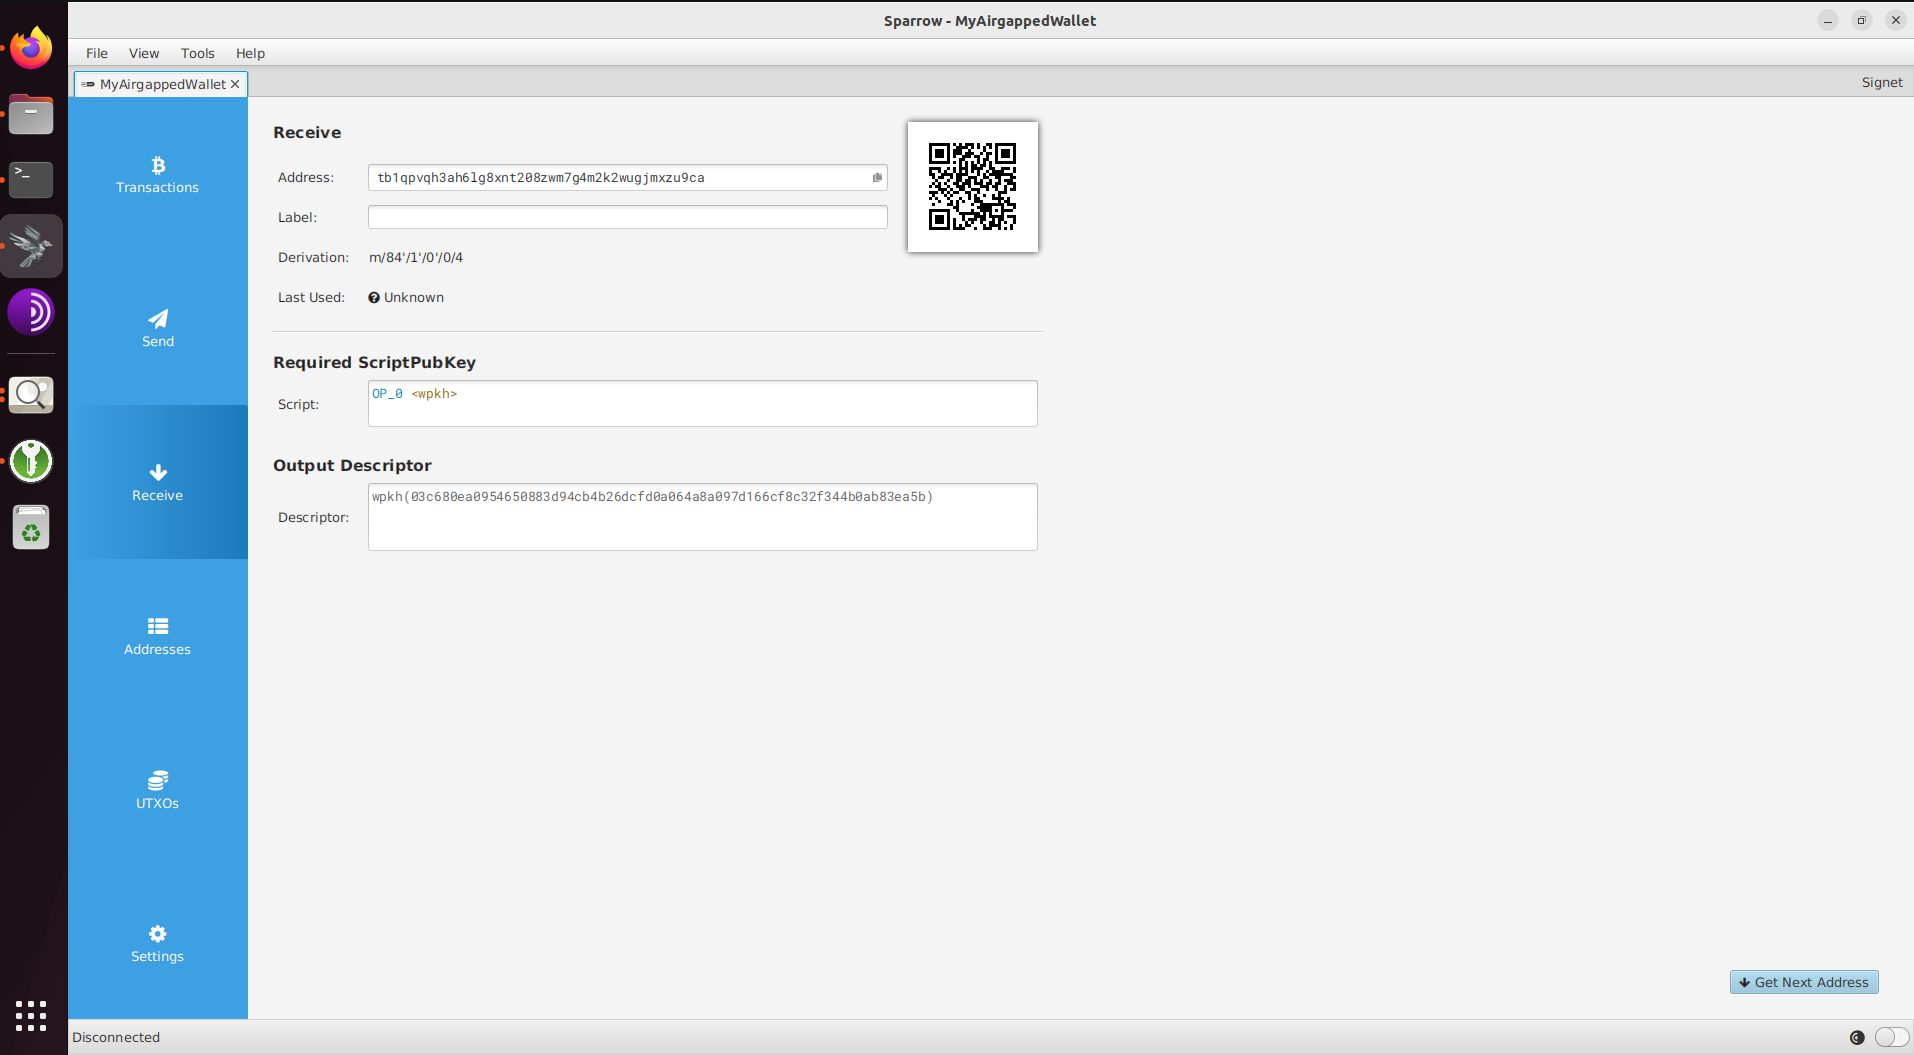 Sparrow - MyAirgappedWallet
File View Tools Help
MyAirgappedWallet
Signet
Transactions
Send
Receive
Addresses
UTXOs
Settings
Receive
Address: tb1qpvqh3ah6lg8xnt208zwm7g4m2k2wugjmxzu9ca
Label:
Derivation: m/84'/1'/0'/0/4
Last Used: Unknown
Required ScriptPubKey
Script: OP_0 <wpkh>
Output Descriptor
Descriptor: wpkh(03c680ea0954650883d94cb4b26dcfd0a064a8a097d166cf8c32f344b0ab83ea5b)
Get Next Address
Disconnected